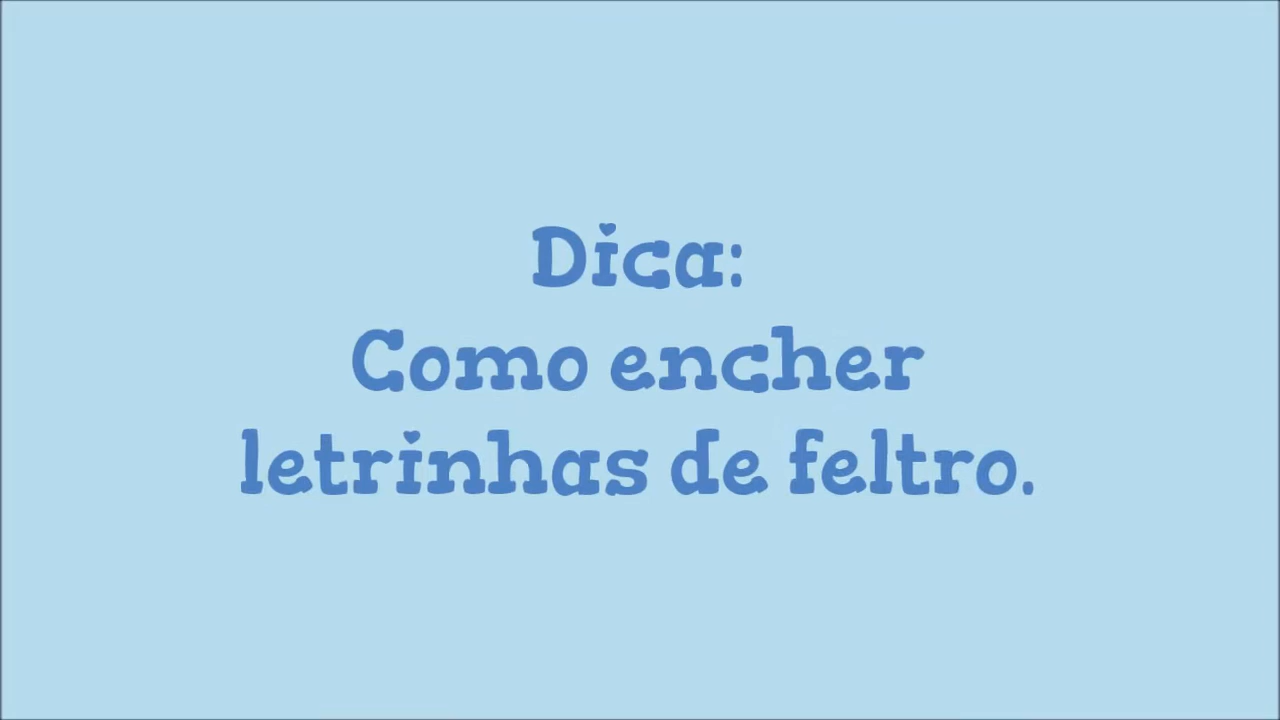 Dica:
Como encher
letrinhas de feltro.